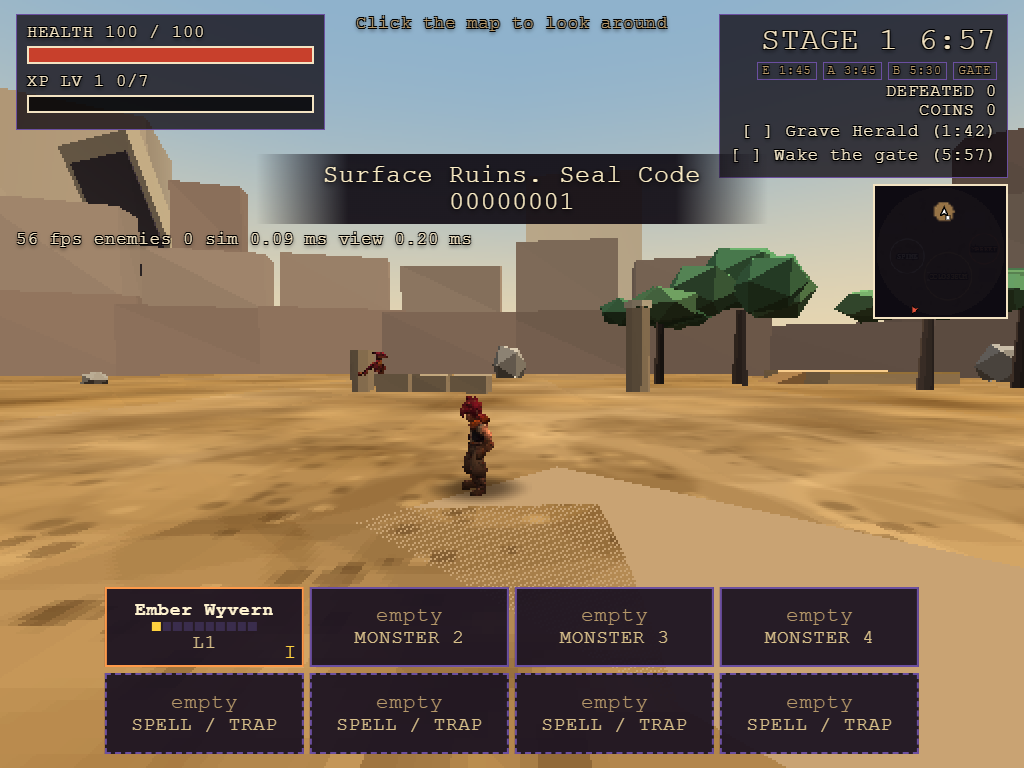 HEALTH 100 / 100
XP LV 1 0/7
Click the map to look around
STAGE 1 6:57
E 1:45 A 3:45 B 5:30 GATE
DEFEATED 0
COINS 0
[ ] Grave Herald (1:42)
[ ] Wake the gate (5:57)
Surface Ruins. Seal Code
00000001
56 fps enemies 0 sim 0.09 ms view 0.20 ms
Ember Wyvern
L1
I
empty
MONSTER 2
empty
MONSTER 3
empty
MONSTER 4
empty
SPELL / TRAP
empty
SPELL / TRAP
empty
SPELL / TRAP
empty
SPELL / TRAP